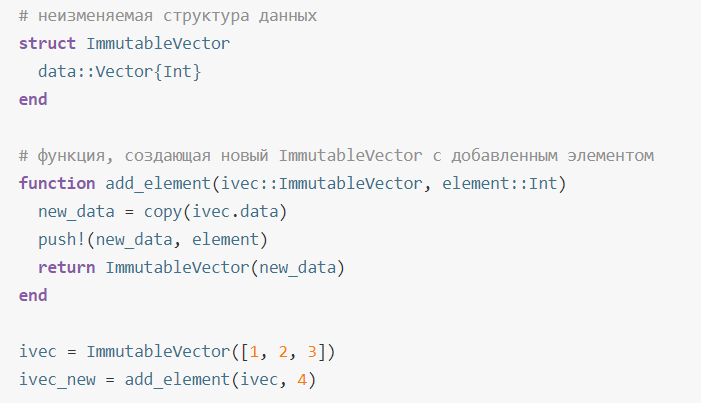 # неизменяемая структура данных
struct ImmutableVector
  data::Vector{Int}
end

# функция, создающая новый ImmutableVector с добавленным элементом
function add_element(ivec::ImmutableVector, element::Int)
  new_data = copy(ivec.data)
  push!(new_data, element)
  return ImmutableVector(new_data)
end

ivec = ImmutableVector([1, 2, 3])
ivec_new = add_element(ivec, 4)